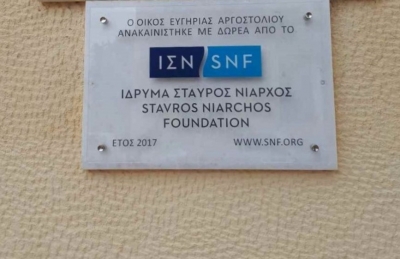 Ο ΟΙΚΟΣ ΕΥΓΗΡΙΑΣ ΑΡΓΟΣΤΟΛΙΟΥ
ΑΝΑΚΑΙΝΙΣΤΗΚΕ ΜΕ ΔΩΡΕΑ ΑΠΟ ΤΟ
ΙΣΝ SNF
ΙΔΡΥΜΑ ΣΤΑΥΡΟΣ ΝΙΑΡΧΟΣ
STAVROS NIARCHOS
FOUNDATION
ΕΤΟΣ 2017 WWW.SNF.ORG